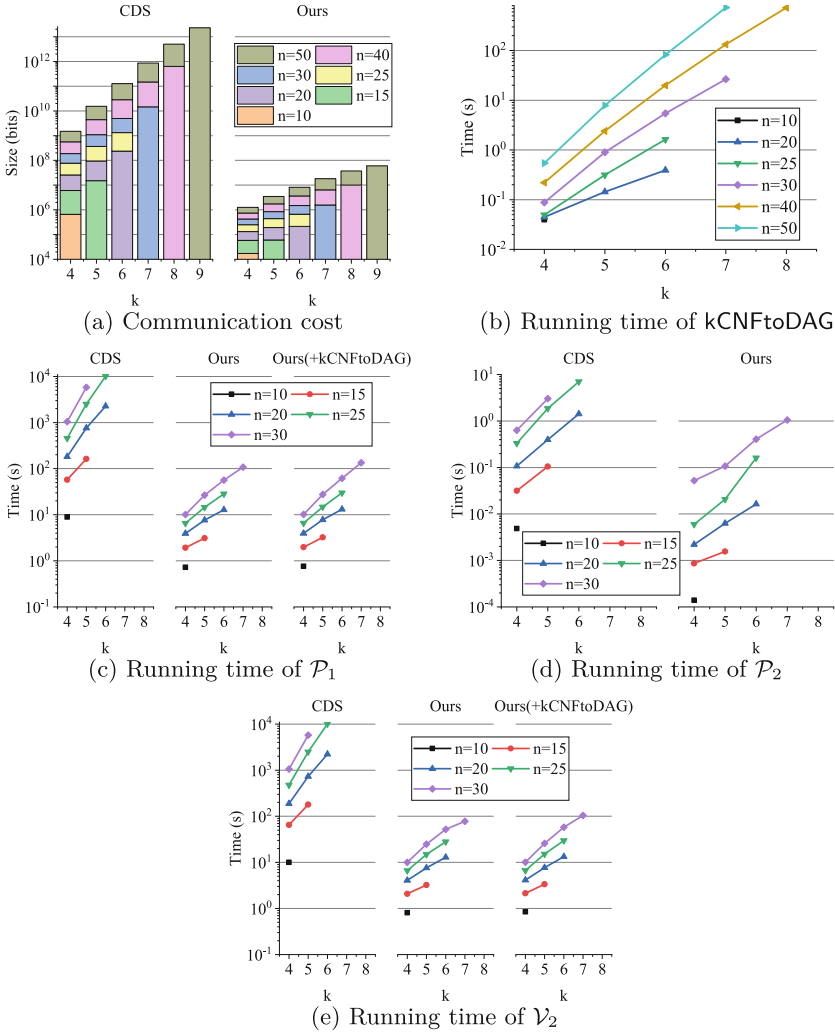 CDS Ours
n=50 n=40
n=30 n=25
n=20 n=15
n=10
Size (bits)
10^12
10^10
10^8
10^6
10^4
4 5 6 7 8 9 4 5 6 7 8 9
k k
(a) Communication cost
Time (s)
10^2
10^1
10^0
10^-1
10^-2
n=10
n=20
n=25
n=30
n=40
n=50
4 5 6 7 8
k
(b) Running time of kCNFtoDAG
CDS Ours Ours(+kCNFtoDAG)
n=10 n=15
n=20 n=25
n=30
Time (s)
10^4
10^3
10^2
10^1
10^0
10^-1
4 5 6 7 8 4 5 6 7 8 4 5 6 7 8
k k k
(c) Running time of P_1
CDS Ours
Time (s)
10^1
10^0
10^-1
10^-2
10^-3
10^-4
n=10 n=15
n=20 n=25
n=30
4 5 6 7 8 4 5 6 7 8
k k
(d) Running time of P_2
CDS Ours Ours(+kCNFtoDAG)
n=10 n=15
n=20 n=25
n=30
Time (s)
10^4
10^3
10^2
10^1
10^0
10^-1
4 5 6 7 8 4 5 6 7 8 4 5 6 7 8
k k k
(e) Running time of V_2